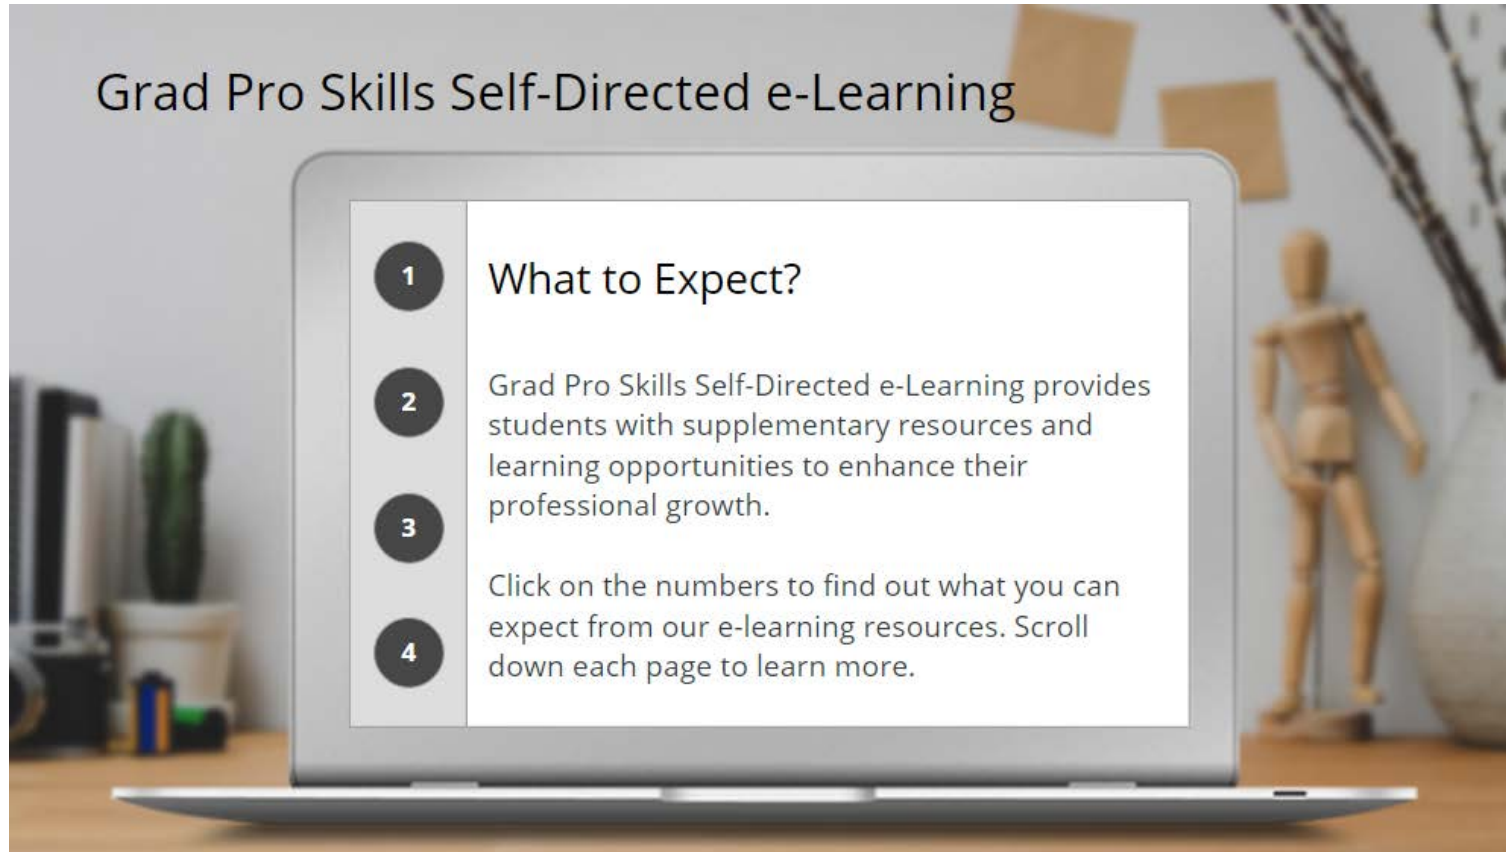 Grad Pro Skills Self-Directed e-Learning
1
What to Expect?
2
Grad Pro Skills Self-Directed e-Learning provides
students with supplementary resources and
learning opportunities to enhance their
professional growth.
3
Click on the numbers to find out what you can
expect from our e-learning resources. Scroll
down each page to learn more.
4